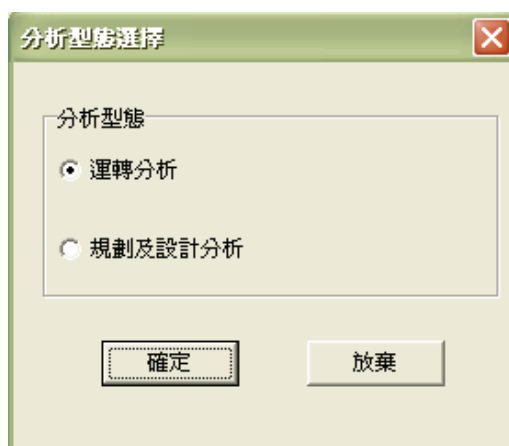 分析型態選擇
分析型態
運轉分析
規劃及設計分析
確定
放棄